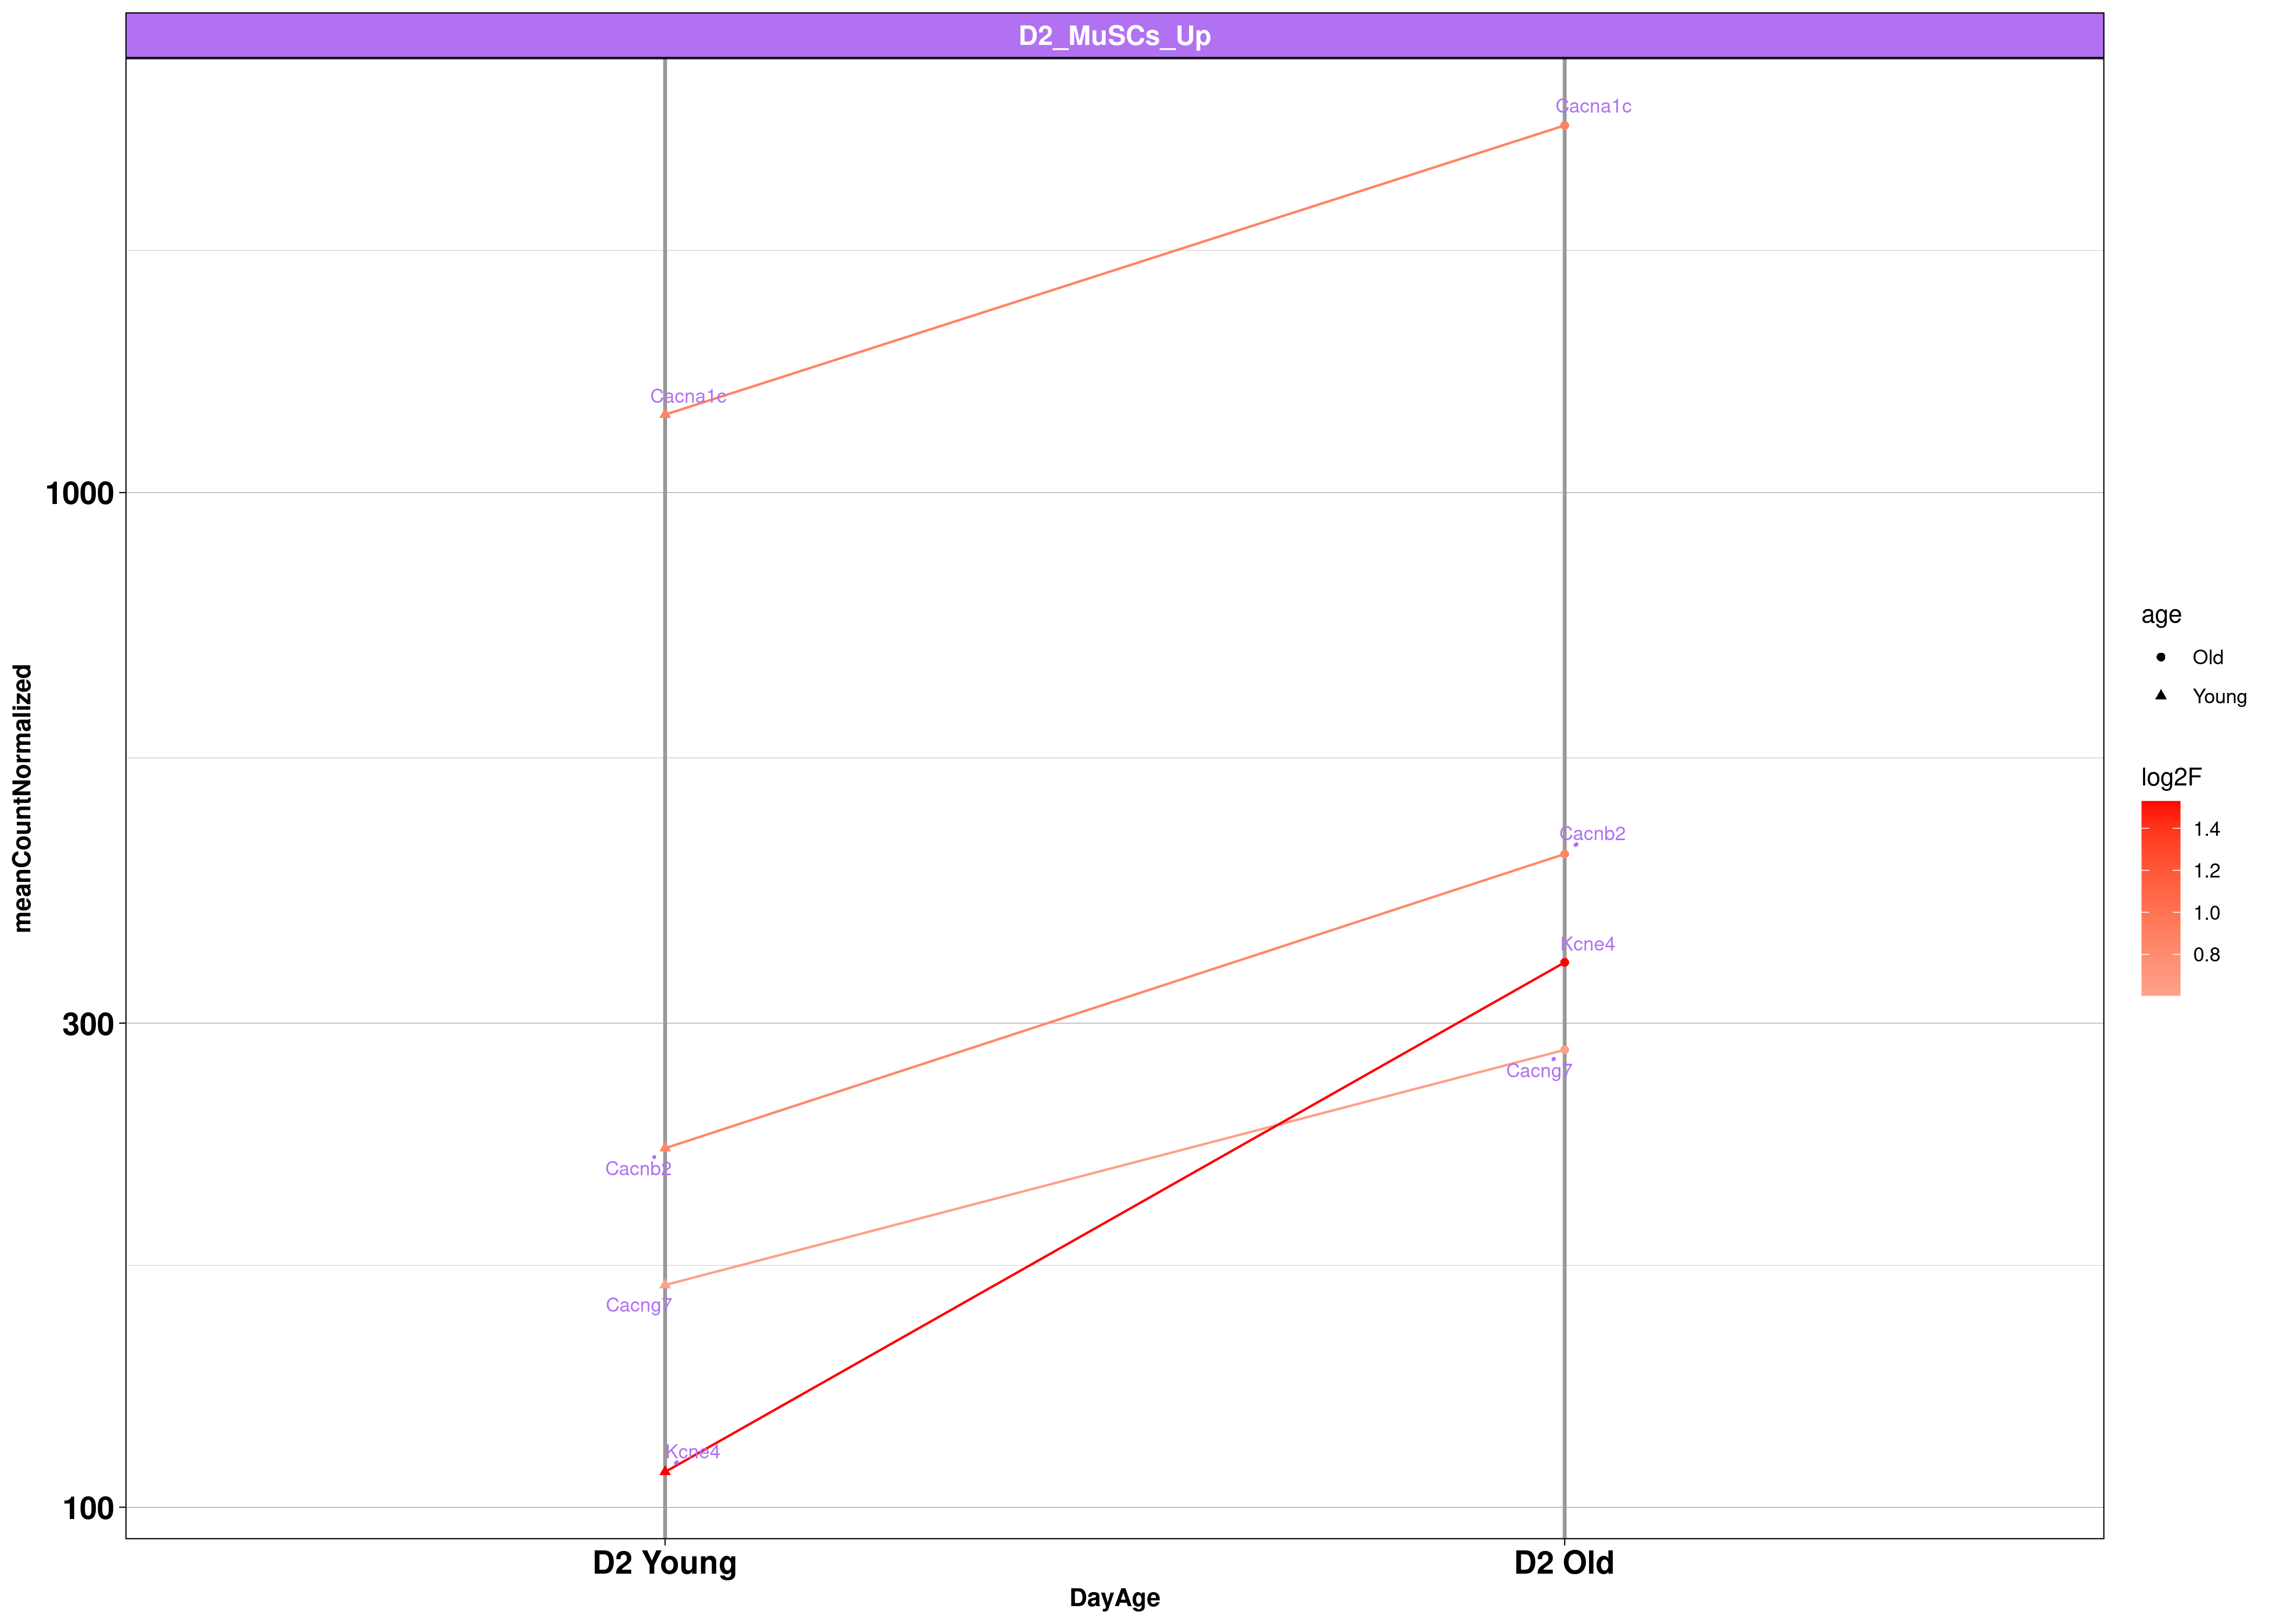 D2_MuSCs_Up
Cacna1c
Cacna1c
1000
Cacnb2
Kcne4
300
Cacng7
Cacnb2
Cacng7
Kcne4
100
D2 Young
D2 Old
DayAge
meanCountNormalized
age
Old
Young
log2F
1.4
1.2
1.0
0.8